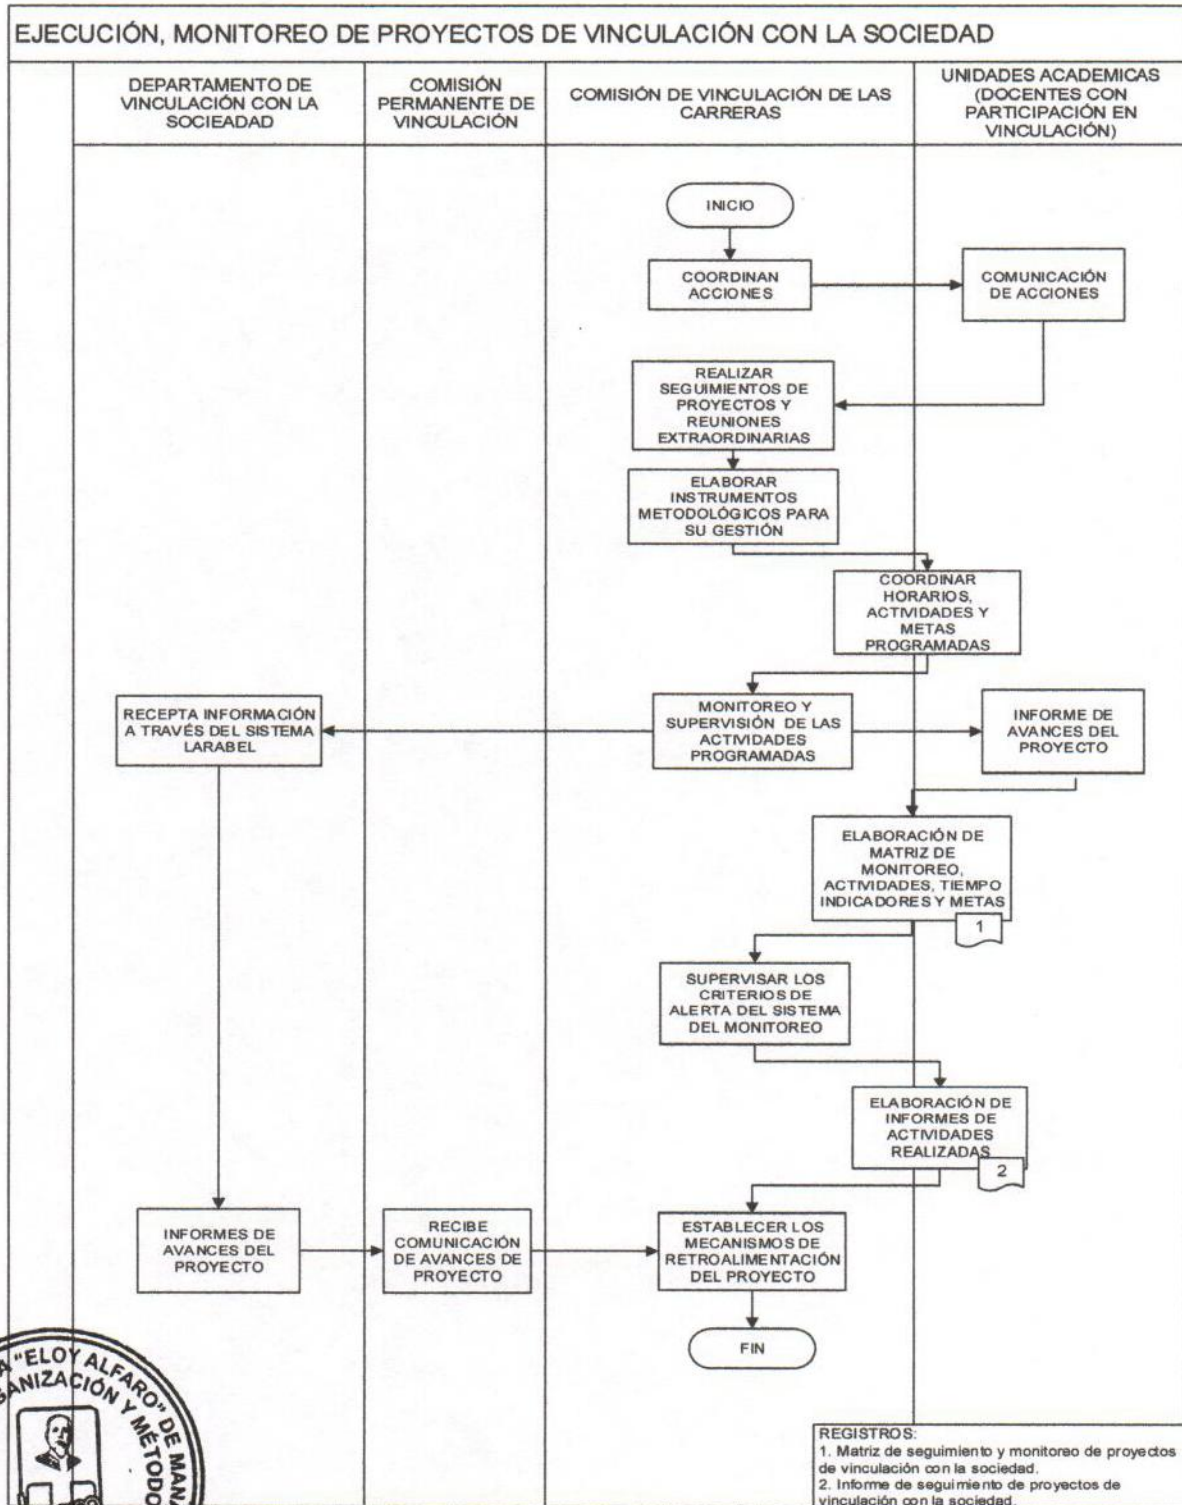 EJECUCIÓN, MONITOREO DE PROYECTOS DE VINCULACIÓN CON LA SOCIEDAD
DEPARTAMENTO DE
VINCULACIÓN CON LA
SOCIEADAD
COMISIÓN
PERMANENTE DE
VINCULACIÓN
COMISIÓN DE VINCULACIÓN DE LAS
CARRERAS
UNIDADES ACADEMICAS
(DOCENTES CON
PARTICIPACIÓN EN
VINCULACIÓN)
INICIO
COORDINAN
ACCIONES
COMUNICACIÓN
DE ACCIONES
REALIZAR
SEGUIMIENTOS DE
PROYECTOS Y
REUNIONES
EXTRAORDINARIAS
ELABORAR
INSTRUMENTOS
METODOLÓGICOS PARA
SU GESTIÓN
COORDINAR
HORARIOS,
ACTIVIDADES Y
METAS
PROGRAMADAS
RECEPTA INFORMACIÓN
A TRAVÉS DEL SISTEMA
LARABEL
MONITOREO Y
SUPERVISIÓN DE LAS
ACTIVIDADES
PROGRAMADAS
INFORME DE
AVANCES DEL
PROYECTO
ELABORACIÓN DE
MATRIZ DE
MONITOREO,
ACTIVIDADES, TIEMPO
INDICADORES Y METAS
1
SUPERVISAR LOS
CRITERIOS DE
ALERTA DEL SISTEMA
DEL MONITOREO
ELABORACIÓN DE
INFORMES DE
ACTIVIDADES
REALIZADAS
2
INFORMES DE
AVANCES DEL
PROYECTO
RECIBE
COMUNICACIÓN
DE AVANCES DE
PROYECTO
ESTABLECER LOS
MECANISMOS DE
RETROALIMENTACIÓN
DEL PROYECTO
FIN
"ELOY ALFARO" DE MANA
GANIZACIÓN Y MÉTODO
REGISTROS:
1. Matriz de seguimiento y monitoreo de proyectos
de vinculación con la sociedad.
2. Informe de seguimiento de proyectos de
vinculación con la sociedad.